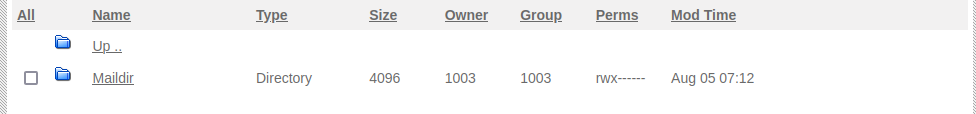 All Name Type Size Owner Group Perms Mod Time
Up ..
Maildir Directory 4096 1003 1003 rwx------ Aug 05 07:12